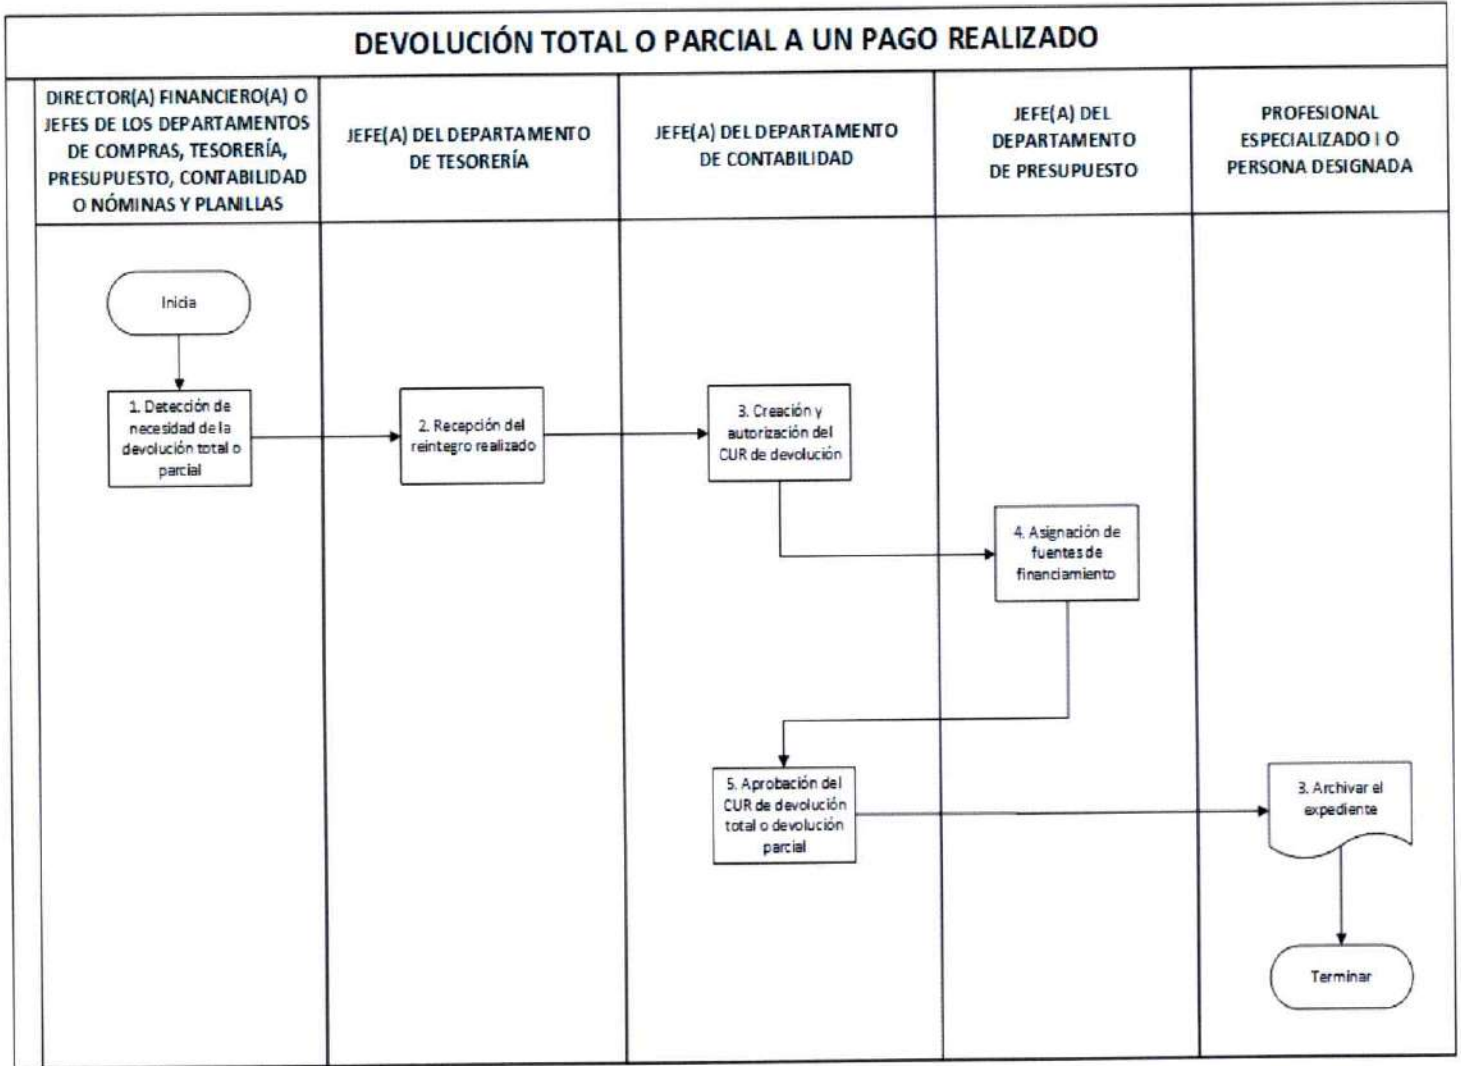 DEVOLUCIÓN TOTAL O PARCIAL A UN PAGO REALIZADO
DIRECTOR(A) FINANCIERO(A) O
JEFES DE LOS DEPARTAMENTOS
DE COMPRAS, TESORERÍA,
PRESUPUESTO, CONTABILIDAD
O NÓMINAS Y PLANILLAS
JEFE(A) DEL DEPARTAMENTO
DE TESORERÍA
JEFE(A) DEL DEPARTAMENTO
DE CONTABILIDAD
JEFE(A) DEL
DEPARTAMENTO
DE PRESUPUESTO
PROFESIONAL
ESPECIALIZADO I O
PERSONA DESIGNADA
Inicia
1. Detección de
necesidad de la
devolución total o
parcial
2. Recepción del
reintegro realizado
3. Creación y
autorización del
CUR de devolución
4. Asignación de
fuentes de
financiamiento
5. Aprobación del
CUR de devolución
total o devolución
parcial
3. Archivar el
expediente
Terminar